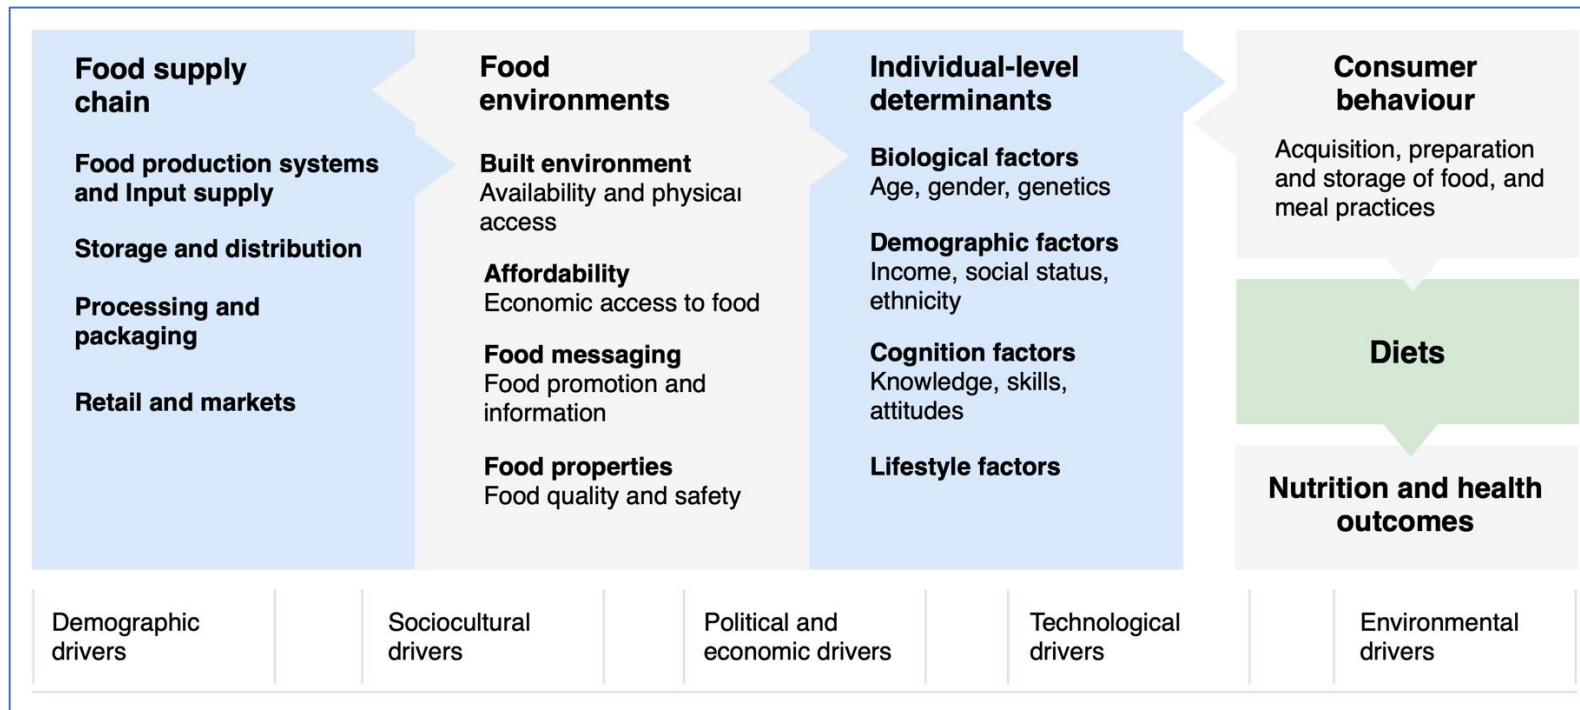 Food supply
chain
Food production systems
and Input supply
Storage and distribution
Processing and
packaging
Retail and markets
Food
environments
Built environment
Availability and physical
access
Affordability
Economic access to food
Food messaging
Food promotion and
information
Food properties
Food quality and safety
Individual-level
determinants
Biological factors
Age, gender, genetics
Demographic factors
Income, social status,
ethnicity
Cognition factors
Knowledge, skills,
attitudes
Lifestyle factors
Consumer
behaviour
Acquisition, preparation
and storage of food, and
meal practices
Diets
Nutrition and health
outcomes
Demographic
drivers
Sociocultural
drivers
Political and
economic drivers
Technological
drivers
Environmental
drivers